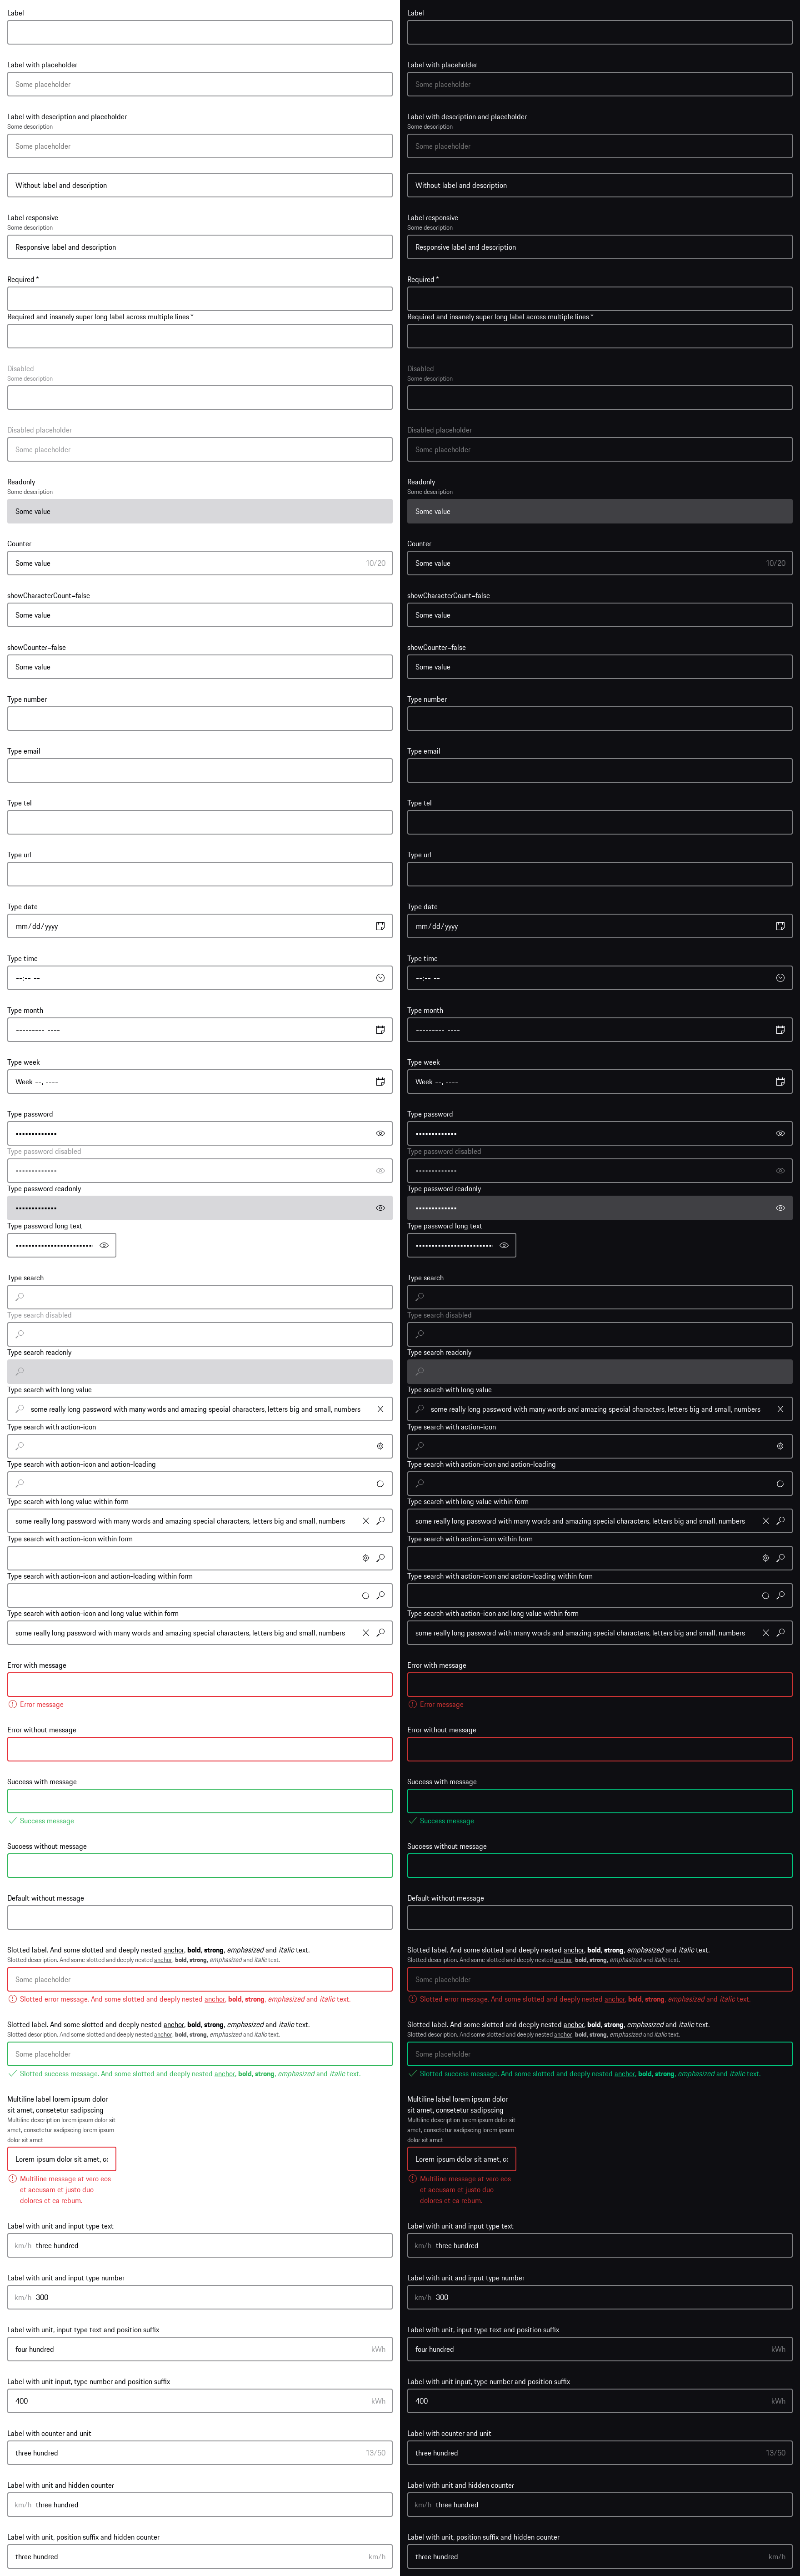 Label
Label with placeholder
Some placeholder
Label with description and placeholder
Some description
Some placeholder
Without label and description
Label responsive
Some description
Responsive label and description
Required *
Required and insanely super long label across multiple lines *
Disabled
Some description
Disabled placeholder
Some placeholder
Readonly
Some description
Some value
Counter
Some value 10/20
showCharacterCount=false
Some value
showCounter=false
Some value
Type number
Type email
Type tel
Type url
Type date
mm/dd/yyyy
Type time
--:-- --
Type month
--------- ----
Type week
Week --, ----
Type password
•••••••••••••
Type password disabled
•••••••••••••
Type password readonly
•••••••••••••
Type password long text
••••••••••••••••••••••••
Type search
Type search disabled
Type search readonly
Type search with long value
some really long password with many words and amazing special characters, letters big and small, numbers
Type search with action-icon
Type search with action-icon and action-loading
Type search with long value within form
some really long password with many words and amazing special characters, letters big and small, numbers
Type search with action-icon within form
Type search with action-icon and action-loading within form
Type search with action-icon and long value within form
some really long password with many words and amazing special characters, letters big and small, numbers
Error with message
Error message
Error without message
Success with message
Success message
Success without message
Default without message
Slotted label. And some slotted and deeply nested anchor, bold, strong, emphasized and italic text.
Slotted description. And some slotted and deeply nested anchor, bold, strong, emphasized and italic text.
Some placeholder
Slotted error message. And some slotted and deeply nested anchor, bold, strong, emphasized and italic text.
Slotted label. And some slotted and deeply nested anchor, bold, strong, emphasized and italic text.
Slotted description. And some slotted and deeply nested anchor, bold, strong, emphasized and italic text.
Some placeholder
Slotted success message. And some slotted and deeply nested anchor, bold, strong, emphasized and italic text.
Multiline label lorem ipsum dolor
sit amet, consetetur sadipscing
Multiline description lorem ipsum dolor sit
amet, consetetur sadipscing lorem ipsum
dolor sit amet
Lorem ipsum dolor sit amet, co
Multiline message at vero eos
et accusam et justo duo
dolores et ea rebum.
Label with unit and input type text
km/h three hundred
Label with unit and input type number
km/h 300
Label with unit, input type text and position suffix
four hundred kWh
Label with unit input, type number and position suffix
400 kWh
Label with counter and unit
three hundred 13/50
Label with unit and hidden counter
km/h three hundred
Label with unit, position suffix and hidden counter
three hundred km/h
Label
Label with placeholder
Some placeholder
Label with description and placeholder
Some description
Some placeholder
Without label and description
Label responsive
Some description
Responsive label and description
Required *
Required and insanely super long label across multiple lines *
Disabled
Some description
Disabled placeholder
Some placeholder
Readonly
Some description
Some value
Counter
Some value 10/20
showCharacterCount=false
Some value
showCounter=false
Some value
Type number
Type email
Type tel
Type url
Type date
mm/dd/yyyy
Type time
--:-- --
Type month
--------- ----
Type week
Week --, ----
Type password
•••••••••••••
Type password disabled
•••••••••••••
Type password readonly
•••••••••••••
Type password long text
••••••••••••••••••••••••
Type search
Type search disabled
Type search readonly
Type search with long value
some really long password with many words and amazing special characters, letters big and small, numbers
Type search with action-icon
Type search with action-icon and action-loading
Type search with long value within form
some really long password with many words and amazing special characters, letters big and small, numbers
Type search with action-icon within form
Type search with action-icon and action-loading within form
Type search with action-icon and long value within form
some really long password with many words and amazing special characters, letters big and small, numbers
Error with message
Error message
Error without message
Success with message
Success message
Success without message
Default without message
Slotted label. And some slotted and deeply nested anchor, bold, strong, emphasized and italic text.
Slotted description. And some slotted and deeply nested anchor, bold, strong, emphasized and italic text.
Some placeholder
Slotted error message. And some slotted and deeply nested anchor, bold, strong, emphasized and italic text.
Slotted label. And some slotted and deeply nested anchor, bold, strong, emphasized and italic text.
Slotted description. And some slotted and deeply nested anchor, bold, strong, emphasized and italic text.
Some placeholder
Slotted success message. And some slotted and deeply nested anchor, bold, strong, emphasized and italic text.
Multiline label lorem ipsum dolor
sit amet, consetetur sadipscing
Multiline description lorem ipsum dolor sit
amet, consetetur sadipscing lorem ipsum
dolor sit amet
Lorem ipsum dolor sit amet, co
Multiline message at vero eos
et accusam et justo duo
dolores et ea rebum.
Label with unit and input type text
km/h three hundred
Label with unit and input type number
km/h 300
Label with unit, input type text and position suffix
four hundred kWh
Label with unit input, type number and position suffix
400 kWh
Label with counter and unit
three hundred 13/50
Label with unit and hidden counter
km/h three hundred
Label with unit, position suffix and hidden counter
three hundred km/h